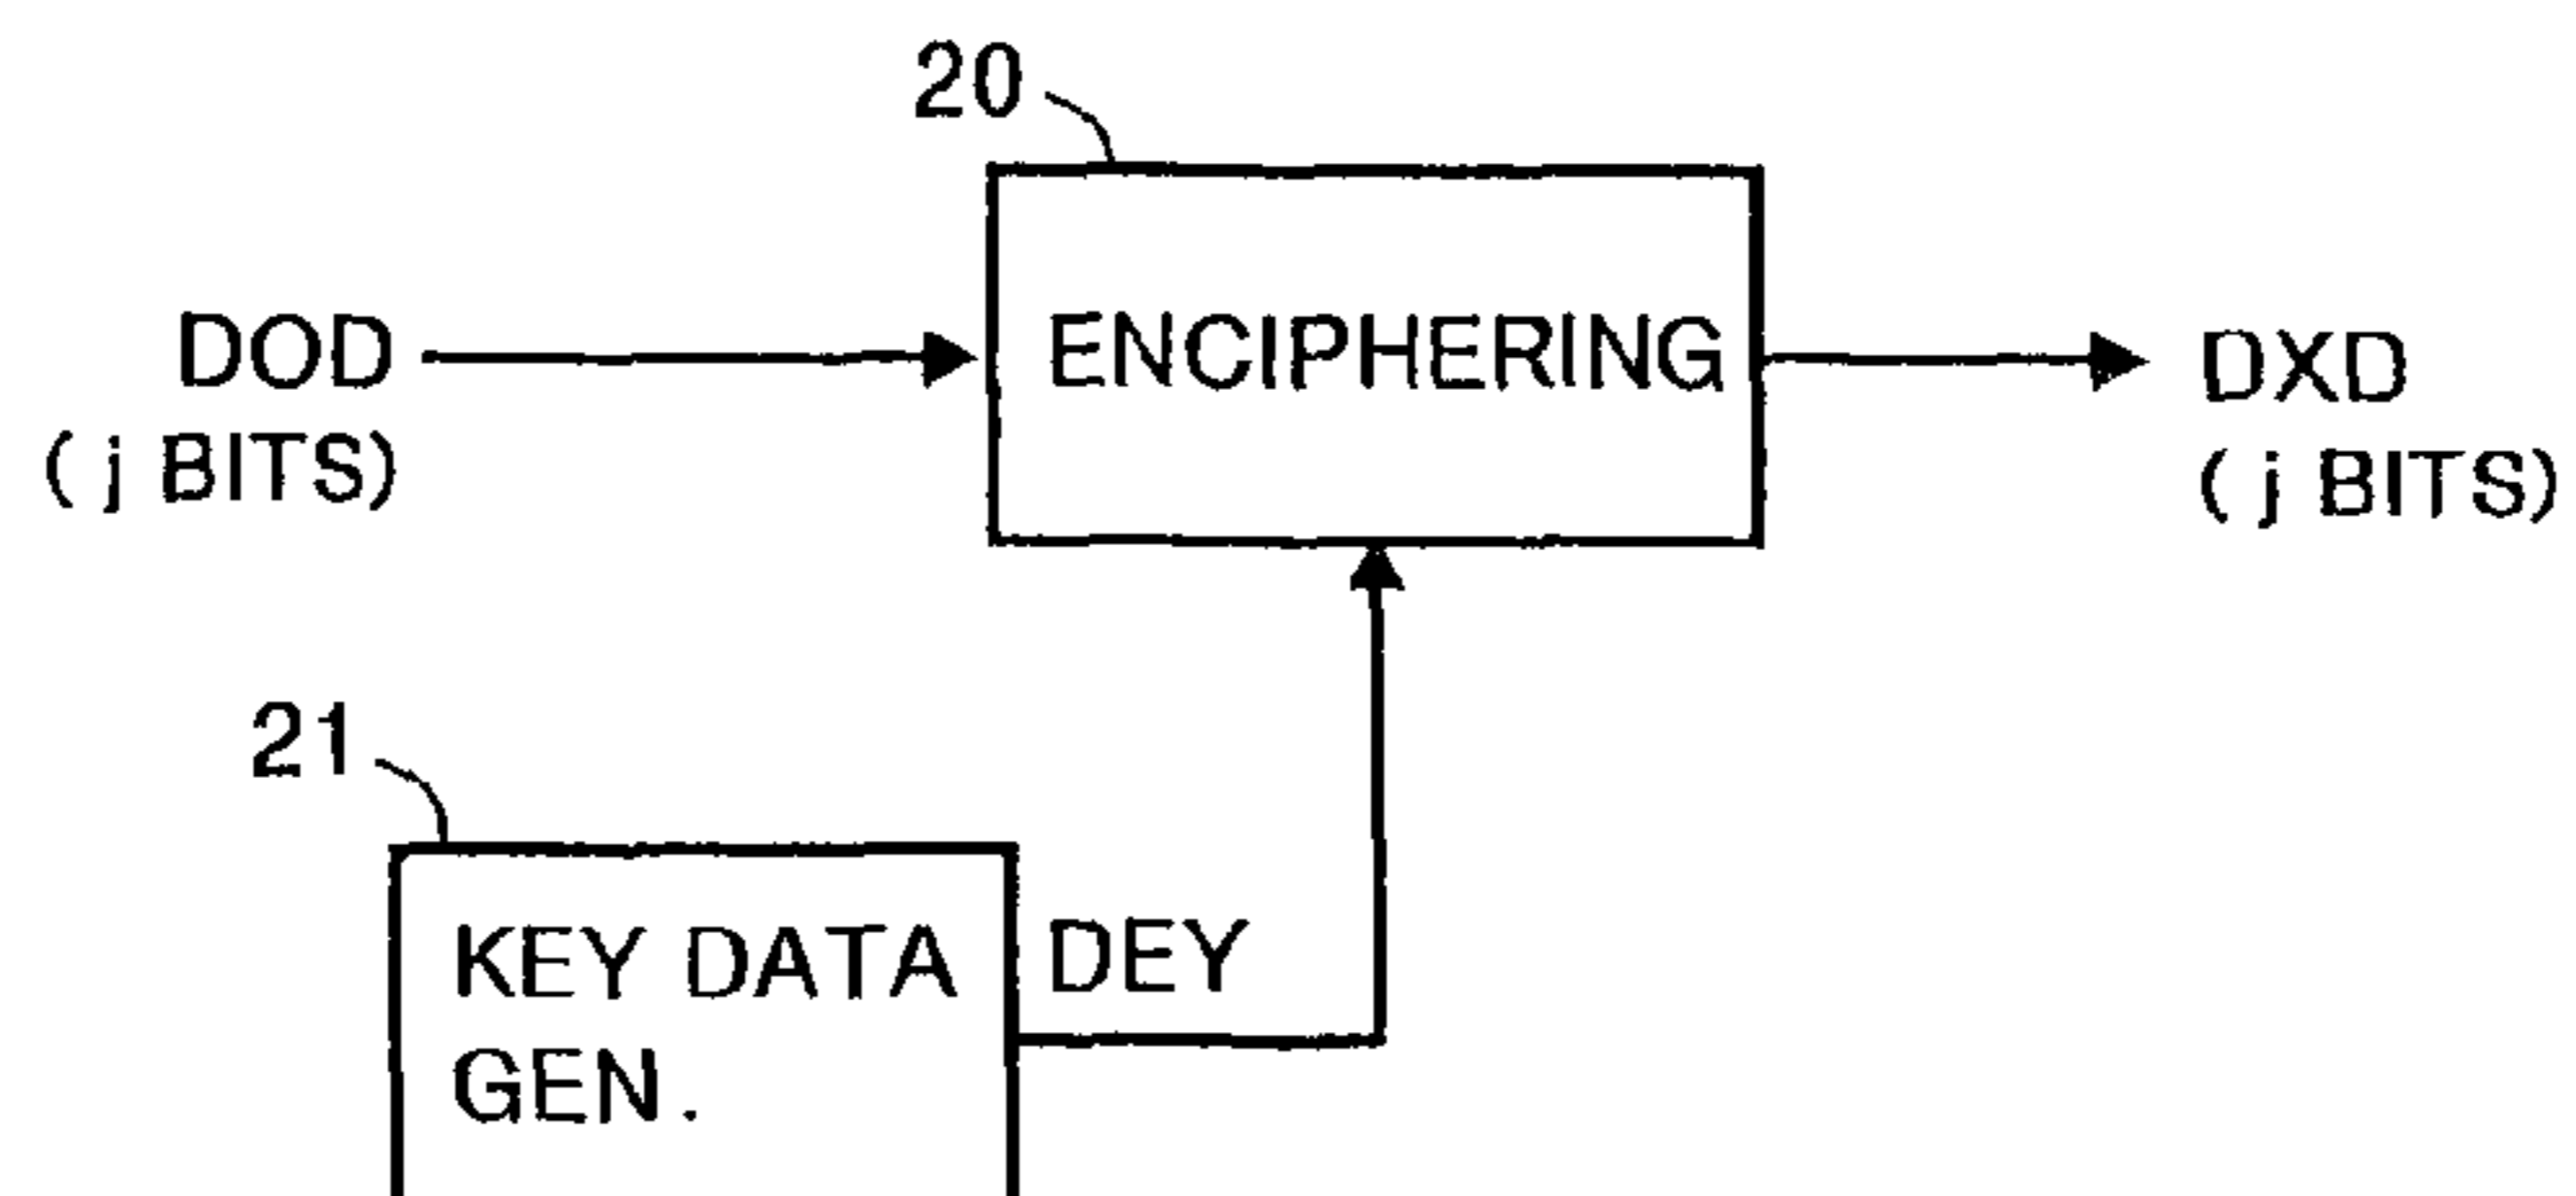 20
DOD
( j BITS)
ENCIPHERING
DXD
( j BITS)
21
KEY DATA
GEN.
DEY